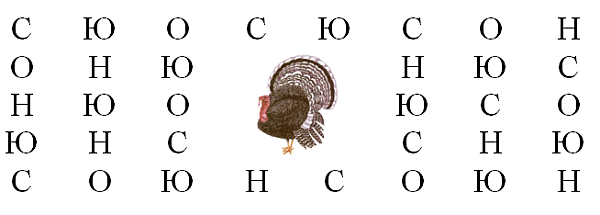 С Ю О С Ю С О Н
О Н Ю Н Ю С
Н Ю О Ю С О
Ю Н С С Н Ю
С О Ю Н С О Ю Н